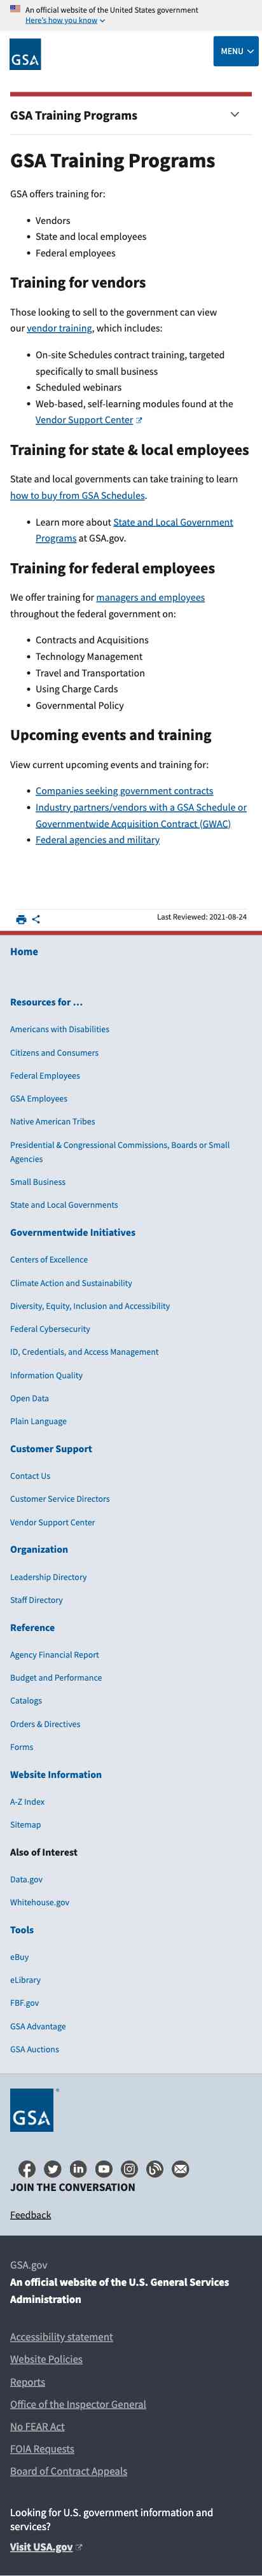 An official website of the United States government
Here's how you know
GSA
MENU
GSA Training Programs
GSA Training Programs
GSA offers training for:
• Vendors
• State and local employees
• Federal employees
Training for vendors
Those looking to sell to the government can view
our vendor training, which includes:
• On-site Schedules contract training, targeted
specifically to small business
• Scheduled webinars
• Web-based, self-learning modules found at the
Vendor Support Center
Training for state & local employees
State and local governments can take training to learn
how to buy from GSA Schedules.
• Learn more about State and Local Government
Programs at GSA.gov.
Training for federal employees
We offer training for managers and employees
throughout the federal government on:
• Contracts and Acquisitions
• Technology Management
• Travel and Transportation
• Using Charge Cards
• Governmental Policy
Upcoming events and training
View current upcoming events and training for:
• Companies seeking government contracts
• Industry partners/vendors with a GSA Schedule or
Governmentwide Acquisition Contract (GWAC)
• Federal agencies and military
Last Reviewed: 2021-08-24
Home
Resources for …
Americans with Disabilities
Citizens and Consumers
Federal Employees
GSA Employees
Native American Tribes
Presidential & Congressional Commissions, Boards or Small
Agencies
Small Business
State and Local Governments
Governmentwide Initiatives
Centers of Excellence
Climate Action and Sustainability
Diversity, Equity, Inclusion and Accessibility
Federal Cybersecurity
ID, Credentials, and Access Management
Information Quality
Open Data
Plain Language
Customer Support
Contact Us
Customer Service Directors
Vendor Support Center
Organization
Leadership Directory
Staff Directory
Reference
Agency Financial Report
Budget and Performance
Catalogs
Orders & Directives
Forms
Website Information
A-Z Index
Sitemap
Also of Interest
Data.gov
Whitehouse.gov
Tools
eBuy
eLibrary
FBF.gov
GSA Advantage
GSA Auctions
GSA®
JOIN THE CONVERSATION
Feedback
GSA.gov
An official website of the U.S. General Services
Administration
Accessibility statement
Website Policies
Reports
Office of the Inspector General
No FEAR Act
FOIA Requests
Board of Contract Appeals
Looking for U.S. government information and
services?
Visit USA.gov